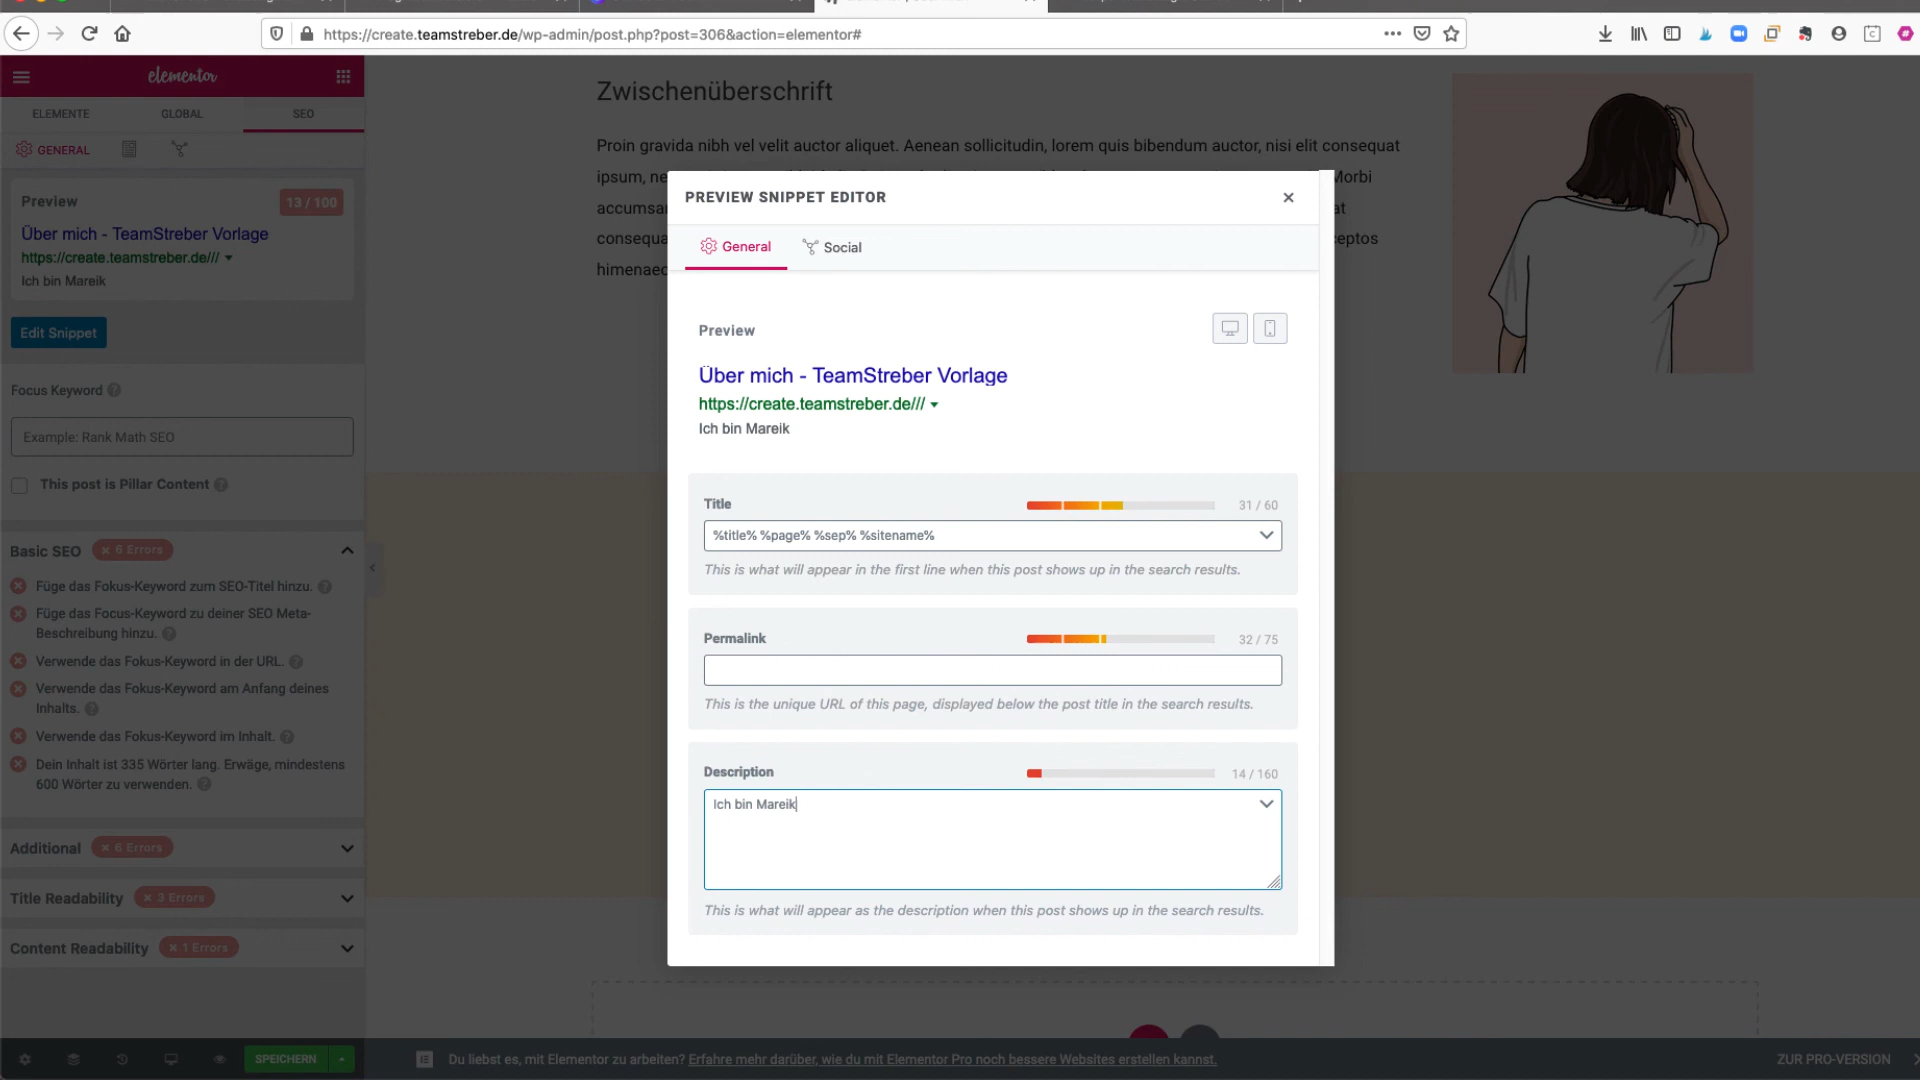 https://create.teamstreber.de/wp-admin/post.php?post=306&action=elementor#
elementor
ELEMENTE
GLOBAL
SEO
GENERAL
Preview
13 / 100
Über mich - TeamStreber Vorlage
https://create.teamstreber.de///
Ich bin Mareik
Edit Snippet
Focus Keyword
Example: Rank Math SEO
This post is Pillar Content
Basic SEO
× 6 Errors
Füge das Fokus-Keyword zum SEO-Titel hinzu.
Füge das Focus-Keyword zu deiner SEO Meta-
Beschreibung hinzu.
Verwende das Fokus-Keyword in der URL.
Verwende das Fokus-Keyword am Anfang deines
Inhalts.
Verwende das Fokus-Keyword im Inhalt.
Dein Inhalt ist 335 Wörter lang. Erwäge, mindestens
600 Wörter zu verwenden.
Additional
× 6 Errors
Title Readability
× 3 Errors
Content Readability
× 1 Errors
SPEICHERN
Zwischenüberschrift
Proin gravida nibh vel velit auctor aliquet. Aenean sollicitudin, lorem quis bibendum auctor, nisi elit consequat
ipsum, ne
Morbi
accumsa
at
consequa
ceptos
himenaed
PREVIEW SNIPPET EDITOR
General
Social
Preview
Über mich - TeamStreber Vorlage
https://create.teamstreber.de///
Ich bin Mareik
Title
31 / 60
%title% %page% %sep% %sitename%
This is what will appear in the first line when this post shows up in the search results.
Permalink
32 / 75
This is the unique URL of this page, displayed below the post title in the search results.
Description
14 / 160
Ich bin Mareik
This is what will appear as the description when this post shows up in the search results.
Du liebst es, mit Elementor zu arbeiten? Erfahre mehr darüber, wie du mit Elementor Pro noch bessere Websites erstellen kannst.
ZUR PRO-VERSION